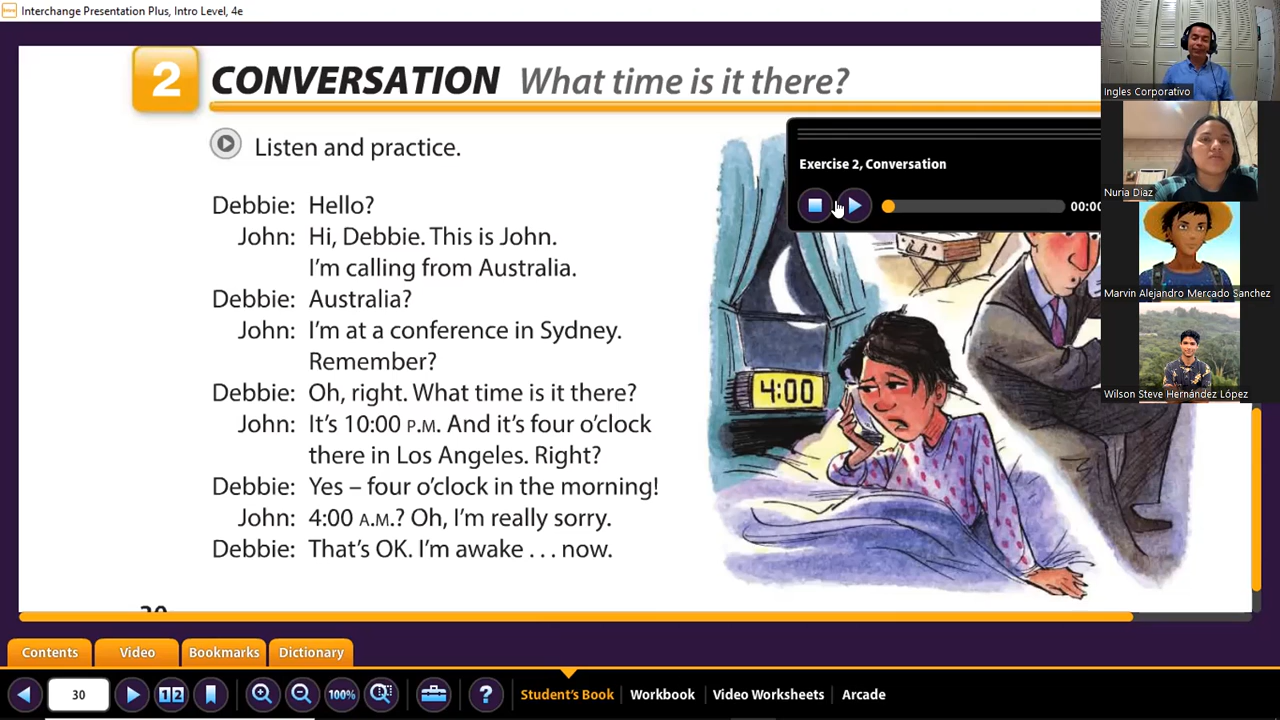 Interchange Presentation Plus, Intro Level, 4e
2 CONVERSATION What time is it there?
Listen and practice.
Debbie: Hello?
John: Hi, Debbie. This is John.
I'm calling from Australia.
Debbie: Australia?
John: I'm at a conference in Sydney.
Remember?
Debbie: Oh, right. What time is it there?
John: It's 10:00 P.M. And it's four o'clock
there in Los Angeles. Right?
Debbie: Yes – four o'clock in the morning!
John: 4:00 A.M.? Oh, I'm really sorry.
Debbie: That's OK. I'm awake . . . now.
Exercise 2, Conversation
00:00
4:00
Ingles Corporativo
Nuria Diaz
Marvin Alejandro Mercado Sanchez
Wilson Steve Hernández López
Contents Video Bookmarks Dictionary
30 12 100% ? Student's Book Workbook Video Worksheets Arcade